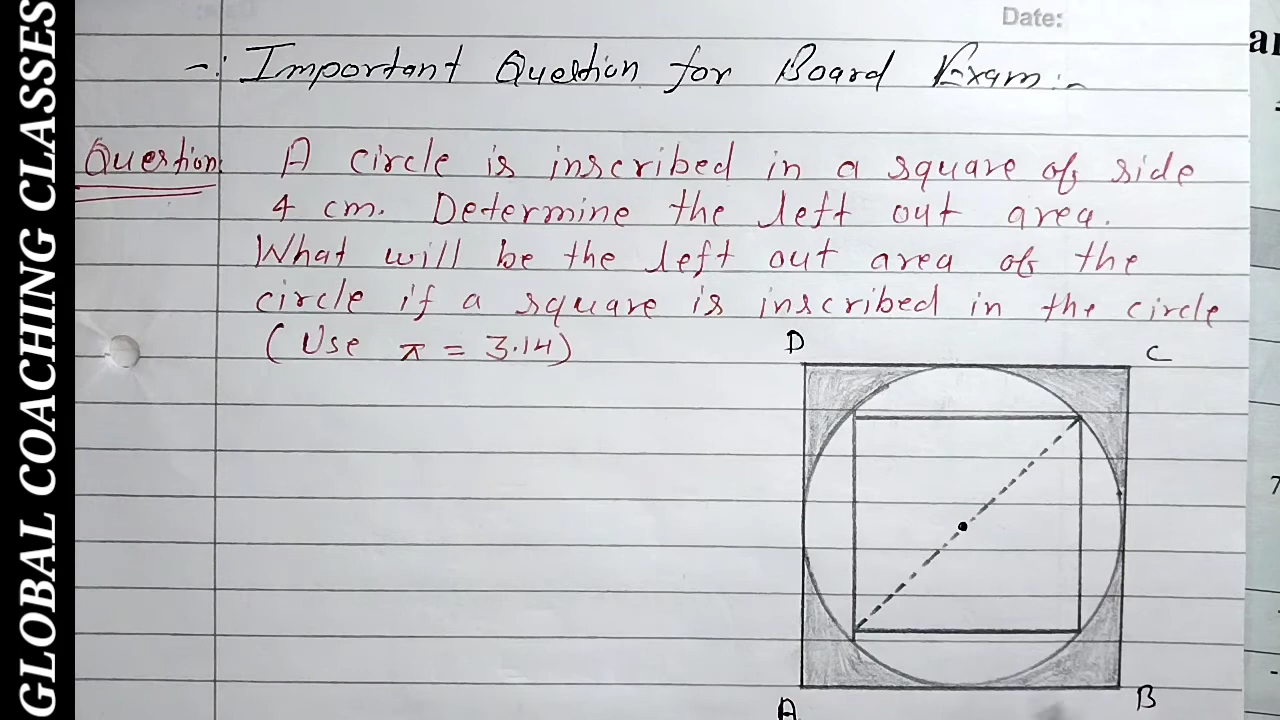 GLOBAL COACHING CLASSES
Date:
Important Question for Board Exam
Question: A circle is inscribed in a square of side
4 cm. Determine the left out area.
What will be the left out area of the
circle if a square is inscribed in the circle
(Use π = 3.14)
D
C
A
B
7